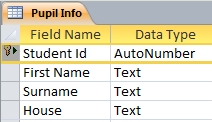 Pupil Info
Field Name Data Type
Student Id AutoNumber
First Name Text
Surname Text
House Text